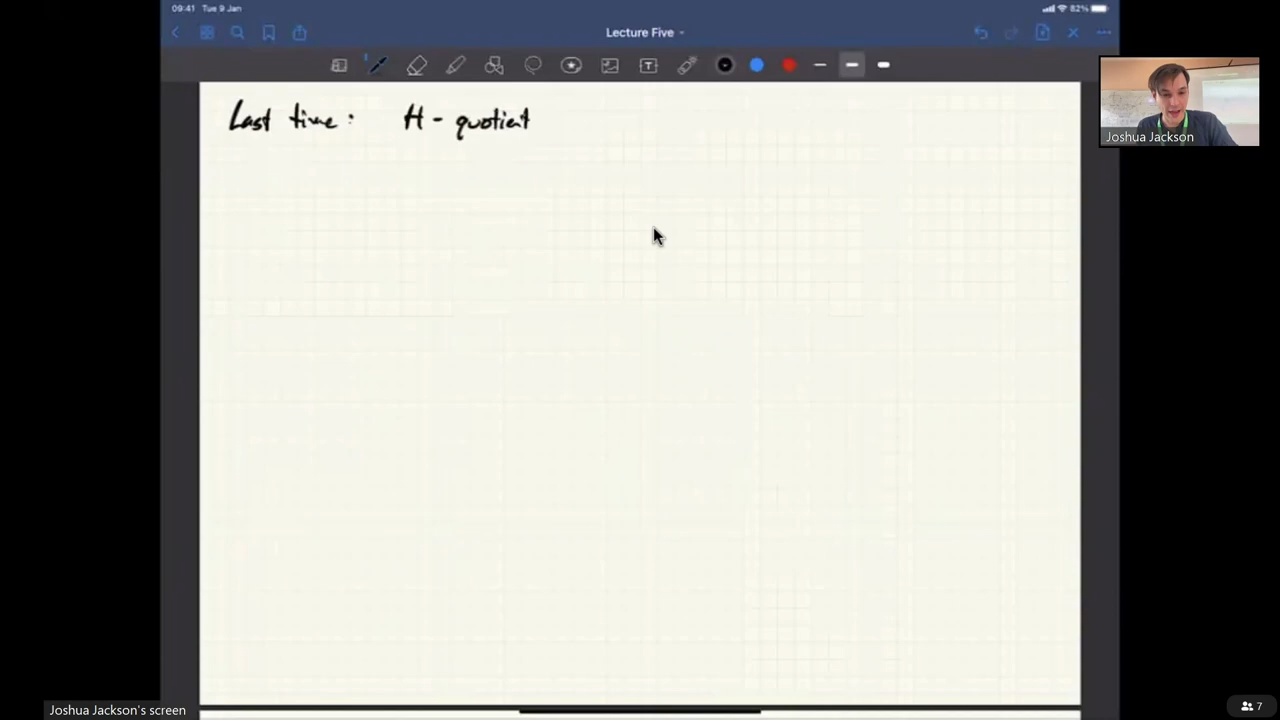 09:41 Tue 9 Jan
82%
Lecture Five
T
Last time: H - quotient
Joshua Jackson
Joshua Jackson's screen
7